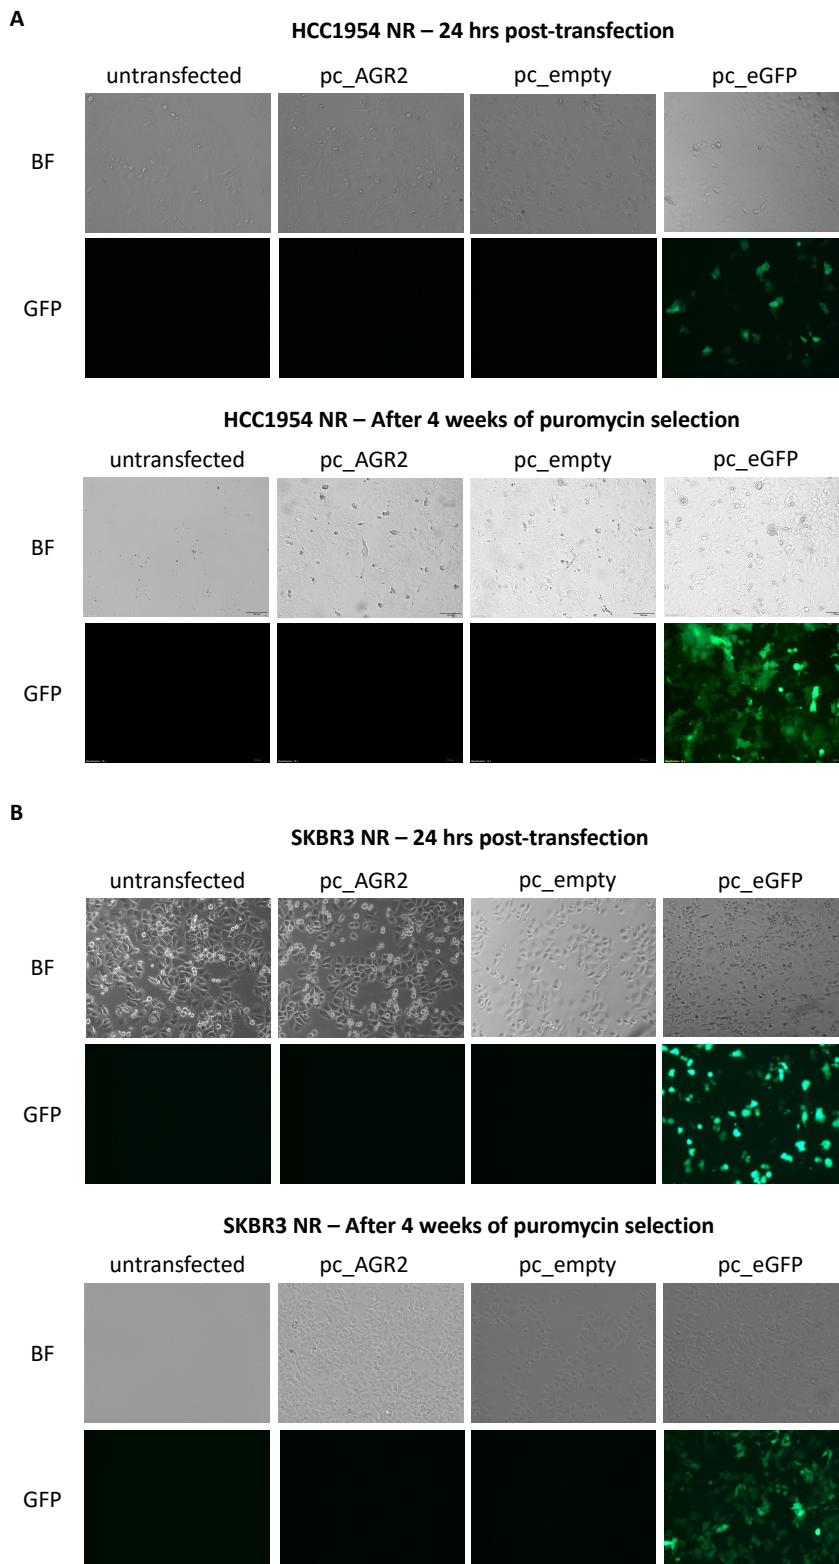 A
HCC1954 NR – 24 hrs post-transfection
untransfected pc_AGR2 pc_empty pc_eGFP
BF
GFP
HCC1954 NR – After 4 weeks of puromycin selection
untransfected pc_AGR2 pc_empty pc_eGFP
BF
GFP
B
SKBR3 NR – 24 hrs post-transfection
untransfected pc_AGR2 pc_empty pc_eGFP
BF
GFP
SKBR3 NR – After 4 weeks of puromycin selection
untransfected pc_AGR2 pc_empty pc_eGFP
BF
GFP